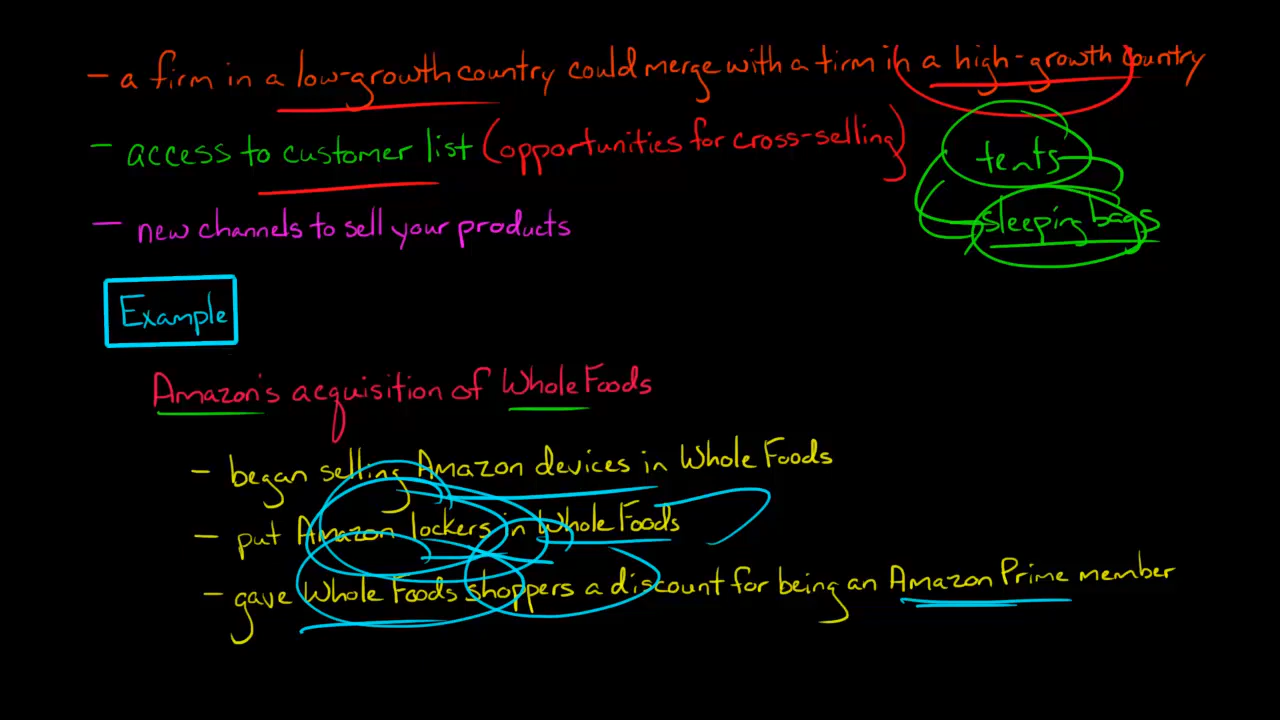 - a firm in a low-growth country could merge with a firm in a high-growth country
- access to customer list (opportunities for cross-selling)
tents
sleeping bags
- new channels to sell your products
Example
Amazon's acquisition of Whole Foods
- began selling Amazon devices in Whole Foods
- put Amazon lockers in Whole Foods
- gave Whole Foods shoppers a discount for being an Amazon Prime member